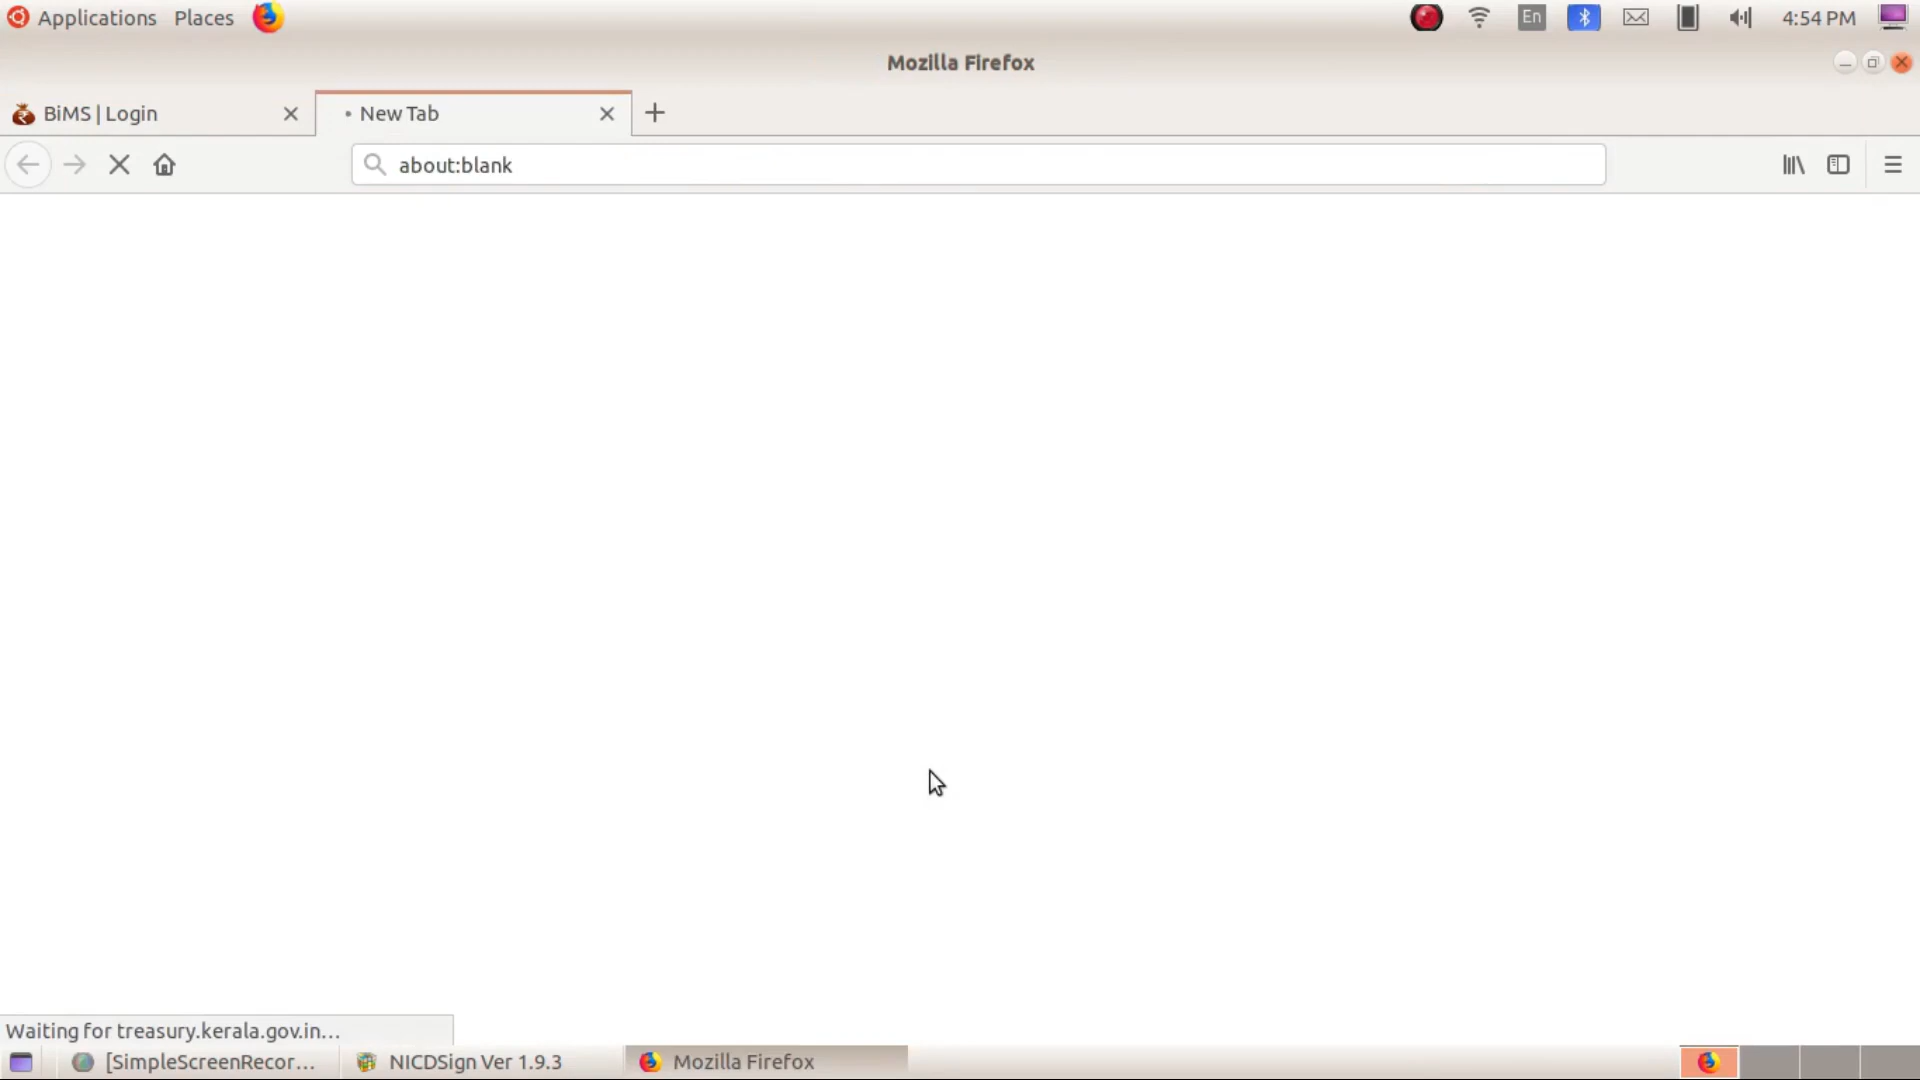 Applications Places
En
4:54 PM
Mozilla Firefox
BiMS | Login
New Tab
about:blank
Waiting for treasury.kerala.gov.in...
[SimpleScreenRecor...
NICDSign Ver 1.9.3
Mozilla Firefox